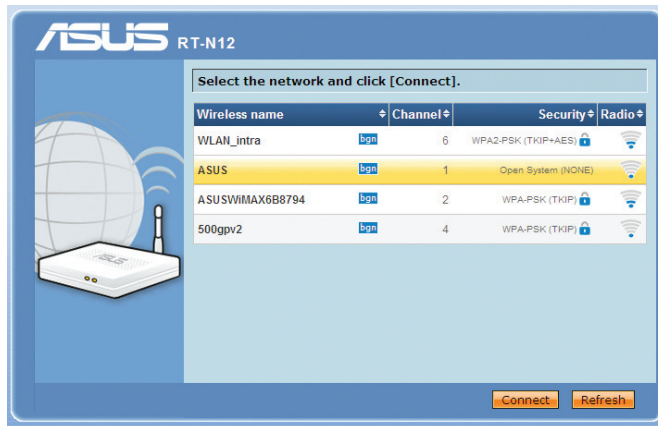 ASUS RT-N12
Select the network and click [Connect].
Wireless name Channel Security Radio
WLAN_intra bgn 6 WPA2-PSK (TKIP+AES)
ASUS bgn 1 Open System (NONE)
ASUSWiMAX6B8794 bgn 2 WPA-PSK (TKIP)
500gpv2 bgn 4 WPA-PSK (TKIP)
ASUS
Connect Refresh